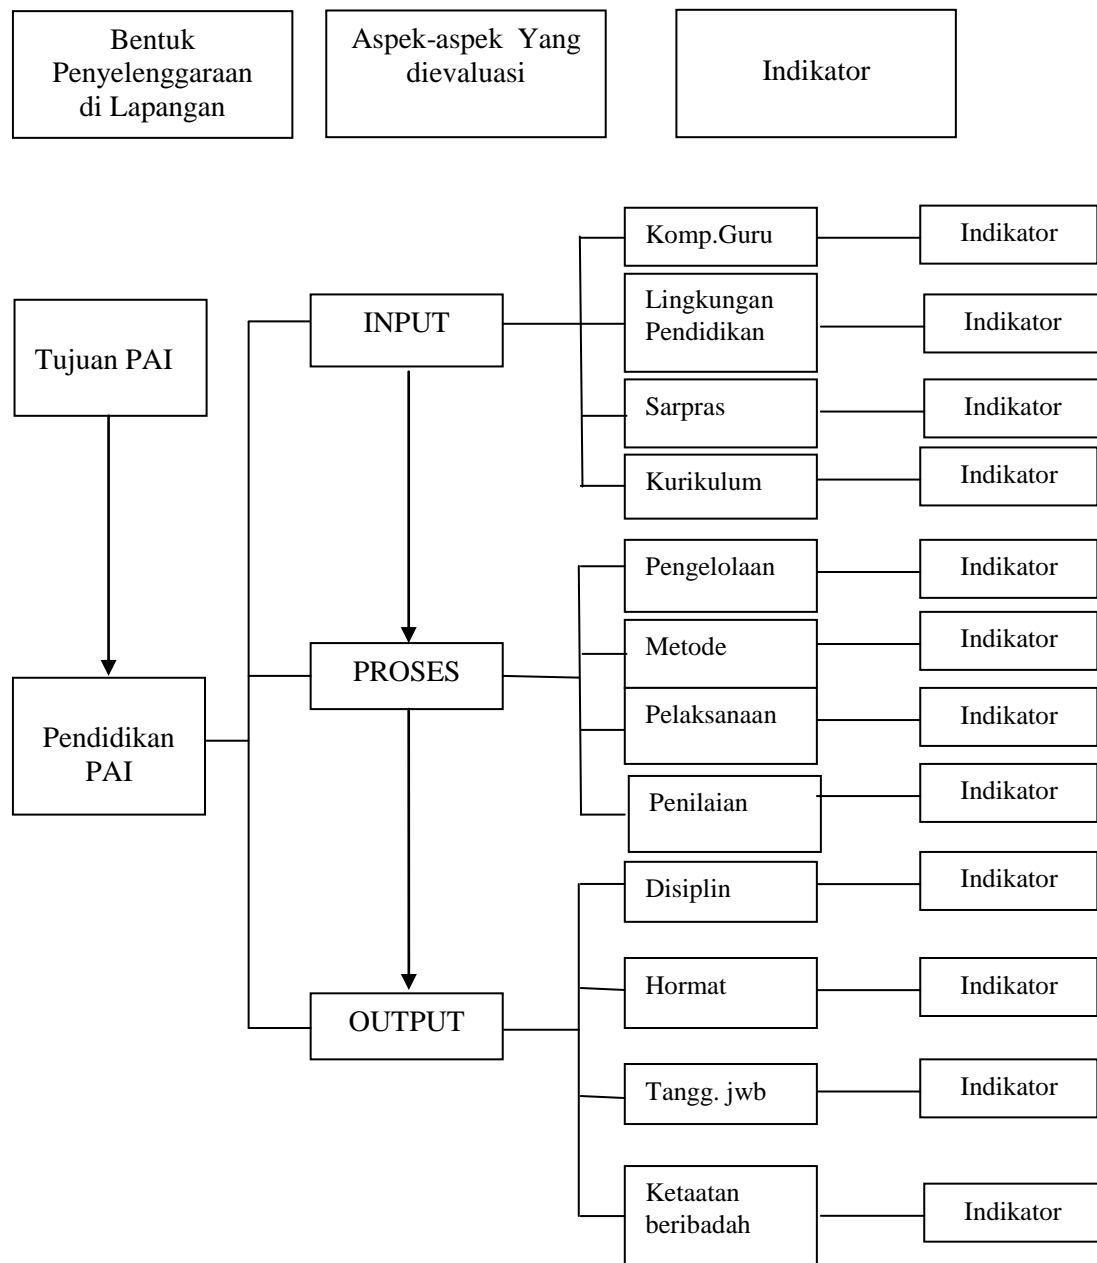 Bentuk
Penyelenggaraan
di Lapangan
Aspek-aspek Yang
dievaluasi
Indikator
Tujuan PAI
Pendidikan
PAI
INPUT
Komp.Guru
Indikator
Lingkungan
Pendidikan
Indikator
Sarpras
Indikator
Kurikulum
Indikator
PROSES
Pengelolaan
Indikator
Metode
Indikator
Pelaksanaan
Indikator
Penilaian
Indikator
OUTPUT
Disiplin
Indikator
Hormat
Indikator
Tangg. jwb
Indikator
Ketaatan
beribadah
Indikator